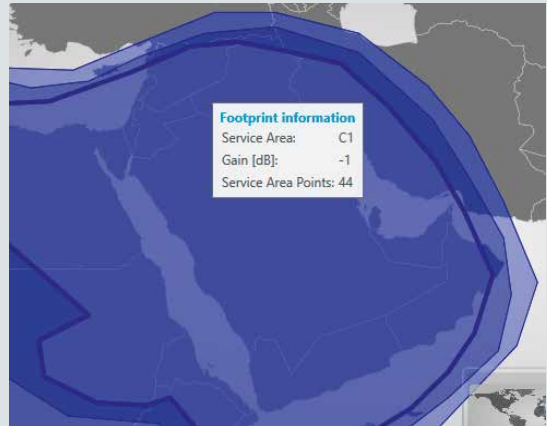 Footprint information
Service Area: C1
Gain [dB]: -1
Service Area Points: 44